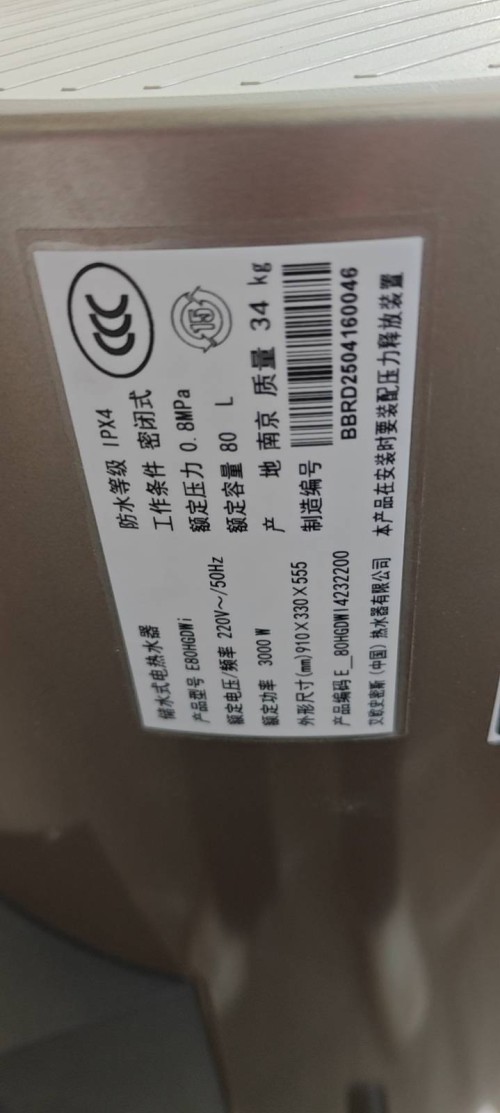 储水式电热水器
产品型号 E80HGDWi
额定电压/频率 220V～/50Hz
额定功率 3000 W
外形尺寸(mm) 910X330X555
产品编码 E_80HGDWI4232200
艾欧史密斯（中国）热水器有限公司
CCC
15
防水等级 IPX4
工作条件 密闭式
额定压力 0.8MPa
额定容量 80 L
产 地 南京 质量 34 kg
制造编号
BBRD2504160046
本产品在安装时要装配压力释放装置